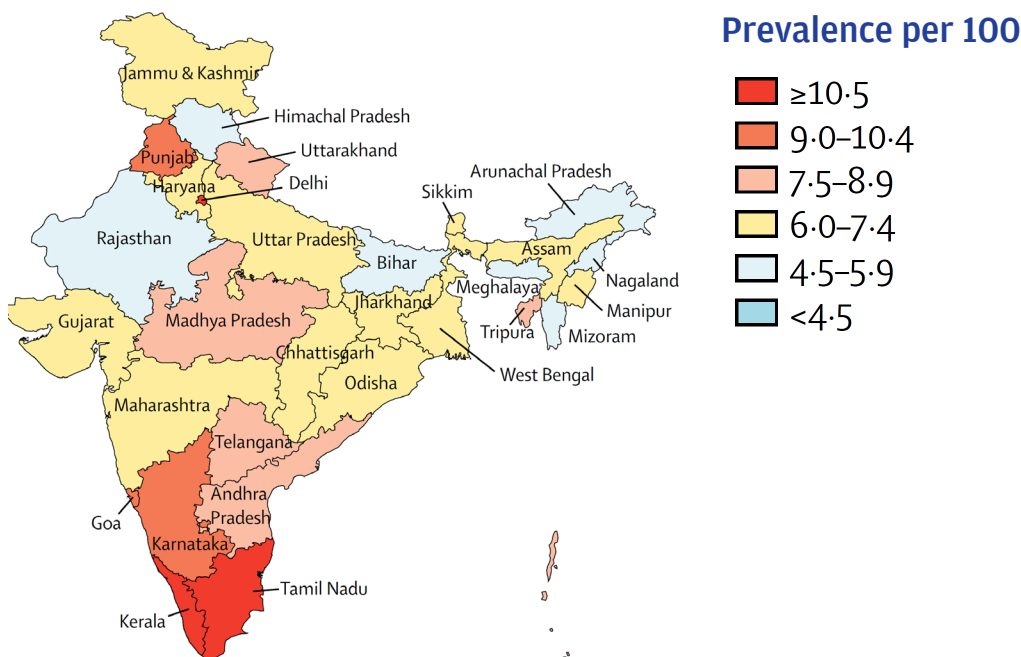 Prevalence per 100
≥10·5
9·0–10·4
7·5–8·9
6·0–7·4
4·5–5·9
<4·5
Jammu & Kashmir
Himachal Pradesh
Punjab
Uttarakhand
Haryana
Delhi
Arunachal Pradesh
Sikkim
Rajasthan
Uttar Pradesh
Assam
Bihar
Nagaland
Meghalaya
Jharkhand
Manipur
Gujarat
Madhya Pradesh
Tripura
Mizoram
Chhattisgarh
West Bengal
Odisha
Maharashtra
Telangana
Andhra
Pradesh
Goa
Karnataka
Tamil Nadu
Kerala